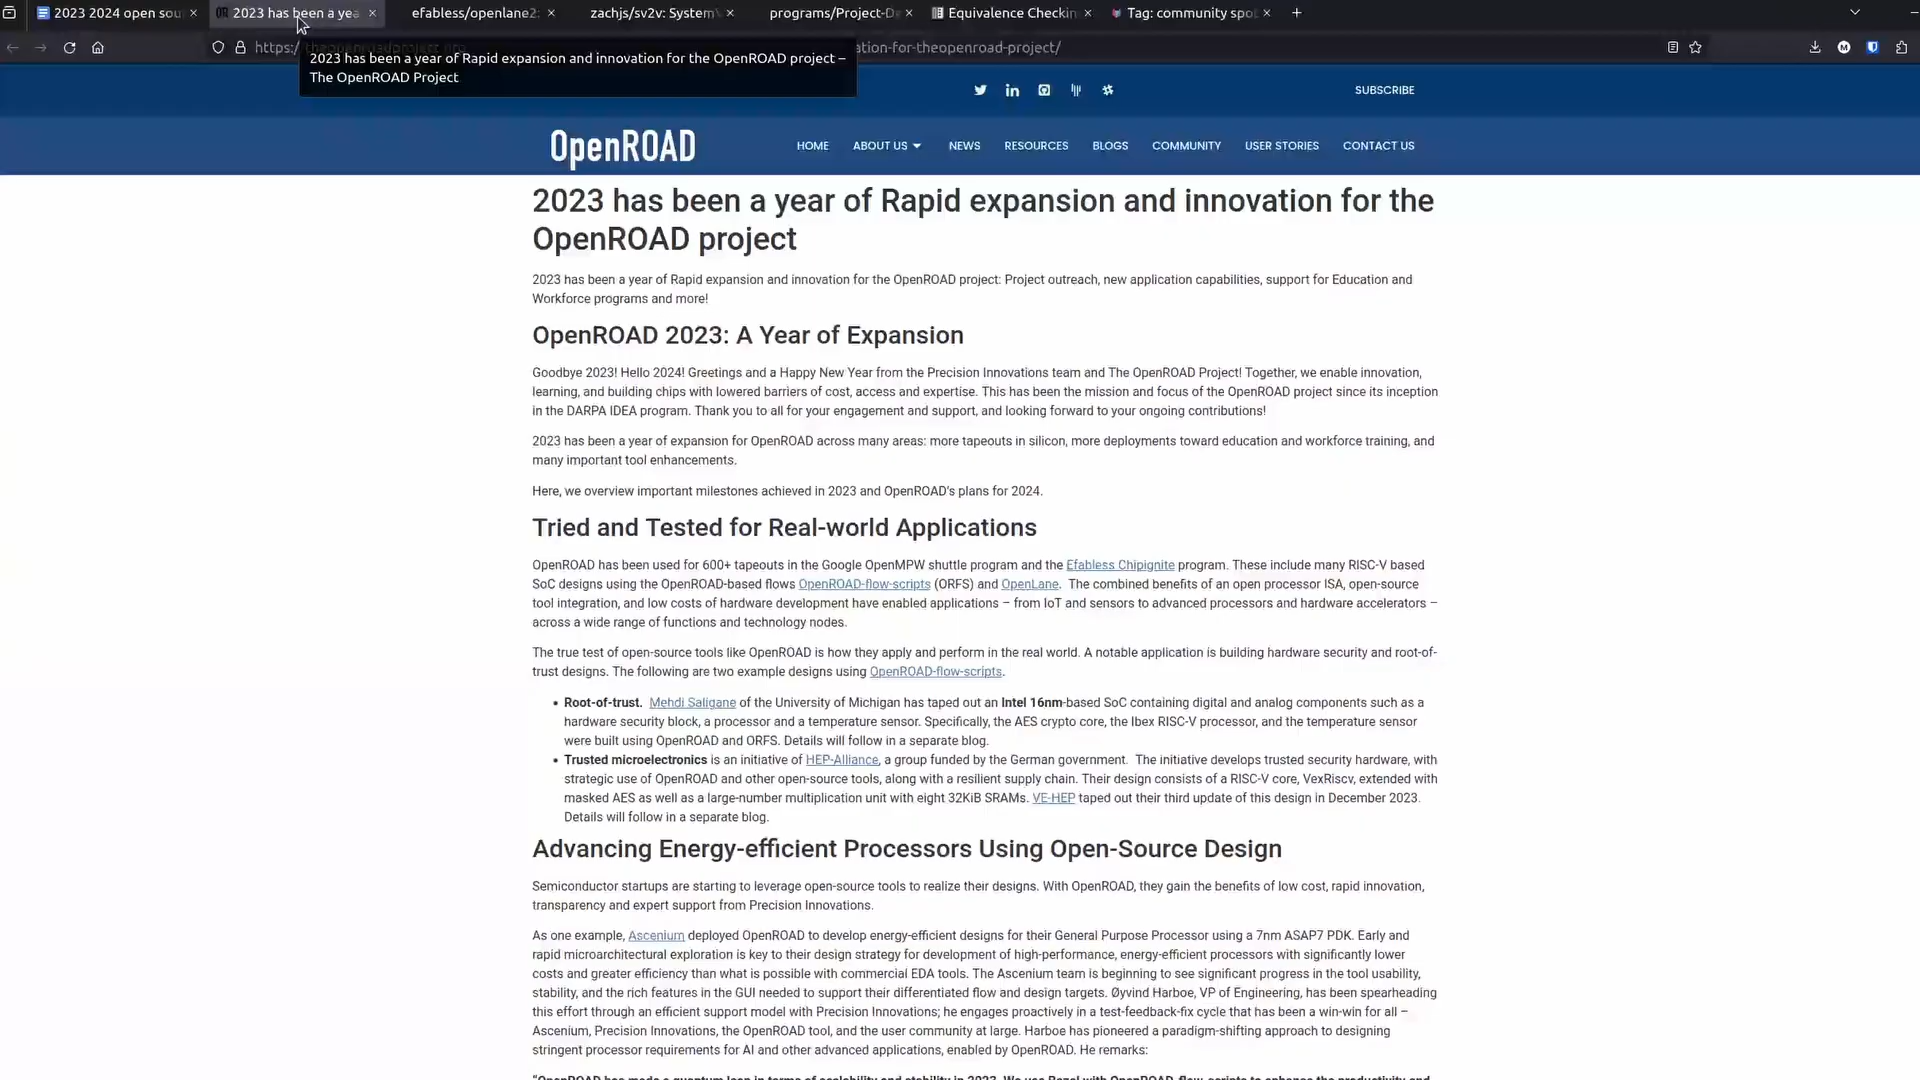 2023 2024 open sou
2023 has been a yea
efabless/openlane2:
zachjs/sv2v: System
programs/Project-D
Equivalence Checkin
Tag: community spo
https:/ theopenroadproject.org ation-for-theopenroad-project/
2023 has been a year of Rapid expansion and innovation for the OpenROAD project –
The OpenROAD Project
SUBSCRIBE
OpenROAD HOME ABOUT US NEWS RESOURCES BLOGS COMMUNITY USER STORIES CONTACT US
2023 has been a year of Rapid expansion and innovation for the
OpenROAD project
2023 has been a year of Rapid expansion and innovation for the OpenROAD project: Project outreach, new application capabilities, support for Education and
Workforce programs and more!
OpenROAD 2023: A Year of Expansion
Goodbye 2023! Hello 2024! Greetings and a Happy New Year from the Precision Innovations team and The OpenROAD Project! Together, we enable innovation,
learning, and building chips with lowered barriers of cost, access and expertise. This has been the mission and focus of the OpenROAD project since its inception
in the DARPA IDEA program. Thank you to all for your engagement and support, and looking forward to your ongoing contributions!
2023 has been a year of expansion for OpenROAD across many areas: more tapeouts in silicon, more deployments toward education and workforce training, and
many important tool enhancements.
Here, we overview important milestones achieved in 2023 and OpenROAD's plans for 2024.
Tried and Tested for Real-world Applications
OpenROAD has been used for 600+ tapeouts in the Google OpenMPW shuttle program and the Efabless Chipignite program. These include many RISC-V based
SoC designs using the OpenROAD-based flows OpenROAD-flow-scripts (ORFS) and OpenLane. The combined benefits of an open processor ISA, open-source
tool integration, and low costs of hardware development have enabled applications – from IoT and sensors to advanced processors and hardware accelerators –
across a wide range of functions and technology nodes.
The true test of open-source tools like OpenROAD is how they apply and perform in the real world. A notable application is building hardware security and root-of-
trust designs. The following are two example designs using OpenROAD-flow-scripts.
• Root-of-trust. Mehdi Saligane of the University of Michigan has taped out an Intel 16nm-based SoC containing digital and analog components such as a
hardware security block, a processor and a temperature sensor. Specifically, the AES crypto core, the Ibex RISC-V processor, and the temperature sensor
were built using OpenROAD and ORFS. Details will follow in a separate blog.
• Trusted microelectronics is an initiative of HEP-Alliance, a group funded by the German government. The initiative develops trusted security hardware, with
strategic use of OpenROAD and other open-source tools, along with a resilient supply chain. Their design consists of a RISC-V core, VexRiscv, extended with
masked AES as well as a large-number multiplication unit with eight 32KiB SRAMs. VE-HEP taped out their third update of this design in December 2023.
Details will follow in a separate blog.
Advancing Energy-efficient Processors Using Open-Source Design
Semiconductor startups are starting to leverage open-source tools to realize their designs. With OpenROAD, they gain the benefits of low cost, rapid innovation,
transparency and expert support from Precision Innovations.
As one example, Ascenium deployed OpenROAD to develop energy-efficient designs for their General Purpose Processor using a 7nm ASAP7 PDK. Early and
rapid microarchitectural exploration is key to their design strategy for development of high-performance, energy-efficient processors with significantly lower
costs and greater efficiency than what is possible with commercial EDA tools. The Ascenium team is beginning to see significant progress in the tool usability,
stability, and the rich features in the GUI needed to support their differentiated flow and design targets. Øyvind Harboe, VP of Engineering, has been spearheading
this effort through an efficient support model with Precision Innovations; he engages proactively in a test-feedback-fix cycle that has been a win-win for all –
Ascenium, Precision Innovations, the OpenROAD tool, and the user community at large. Harboe has pioneered a paradigm-shifting approach to designing
stringent processor requirements for AI and other advanced applications, enabled by OpenROAD. He remarks:
"OpenROAD has made a quantum leap in terms of scalability and stability in 2023. We use Bazel with OpenROAD-flow-scripts to enhance the productivity and